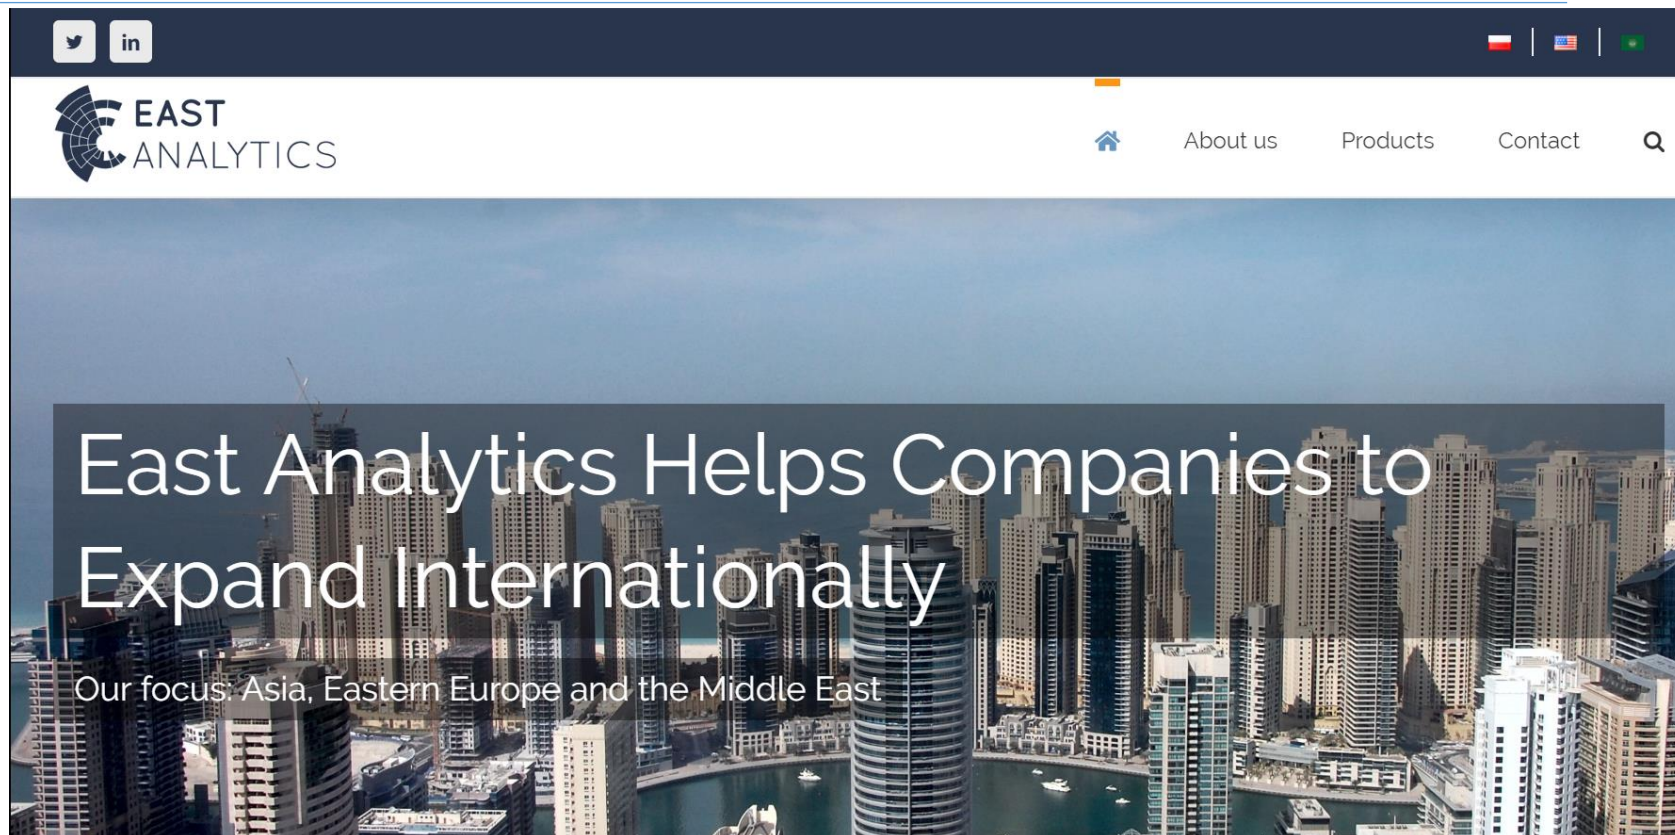 in
EAST
ANALYTICS
About us
Products
Contact
East Analytics Helps Companies to
Expand Internationally
Our focus: Asia, Eastern Europe and the Middle East